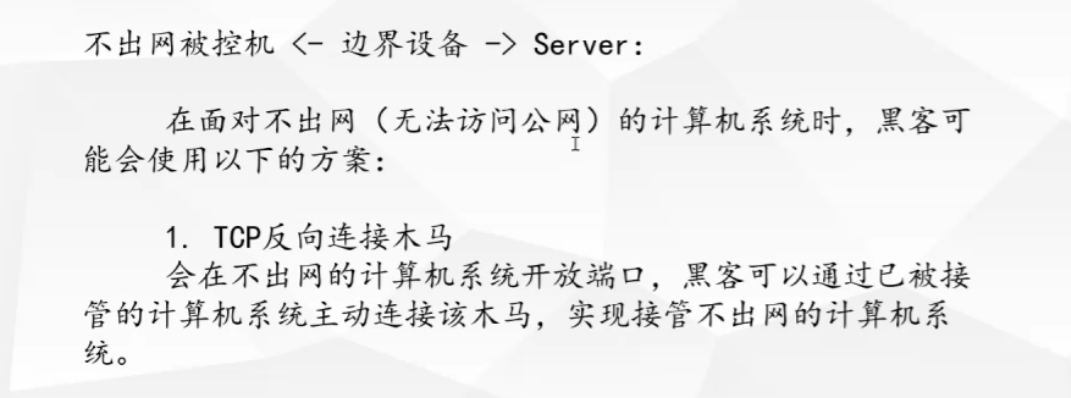 不出网被控机 <- 边界设备 -> Server:
在面对不出网（无法访问公网）的计算机系统时，黑客可
能会使用以下的方案：
1. TCP反向连接木马
会在不出网的计算机系统开放端口，黑客可以通过已被接
管的计算机系统主动连接该木马，实现接管不出网的计算机系
统。